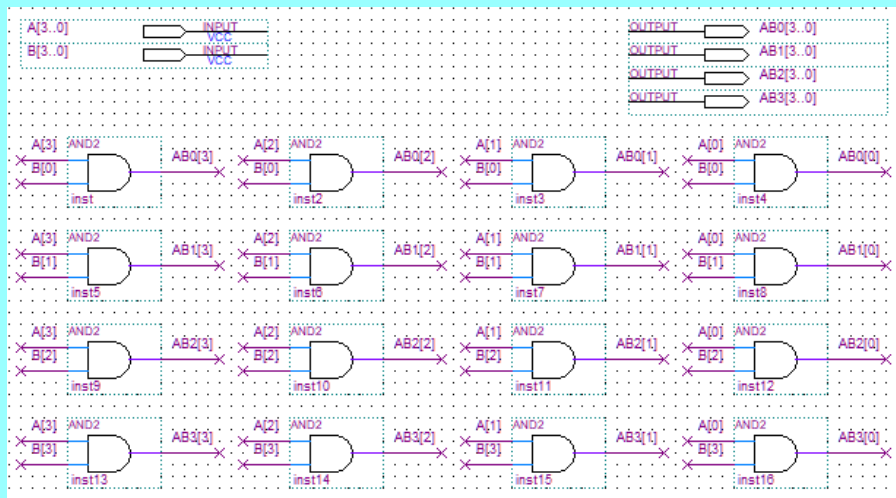 A[3..0] INPUT VCC OUTPUT AB0[3..0]
B[3..0] INPUT VCC OUTPUT AB1[3..0]
OUTPUT AB2[3..0]
OUTPUT AB3[3..0]
A[3] AND2 A[2] AND2 A[1] AND2 A[0] AND2
B[0] AB0[3] B[0] AB0[2] B[0] AB0[1] B[0] AB0[0]
inst inst2 inst3 inst4
A[3] AND2 A[2] AND2 A[1] AND2 A[0] AND2
B[1] AB1[3] B[1] AB1[2] B[1] AB1[1] B[1] AB1[0]
inst5 inst6 inst7 inst8
A[3] AND2 A[2] AND2 A[1] AND2 A[0] AND2
B[2] AB2[3] B[2] AB2[2] B[2] AB2[1] B[2] AB2[0]
inst9 inst10 inst11 inst12
A[3] AND2 A[2] AND2 A[1] AND2 A[0] AND2
B[3] AB3[3] B[3] AB3[2] B[3] AB3[1] B[3] AB3[0]
inst13 inst14 inst15 inst16